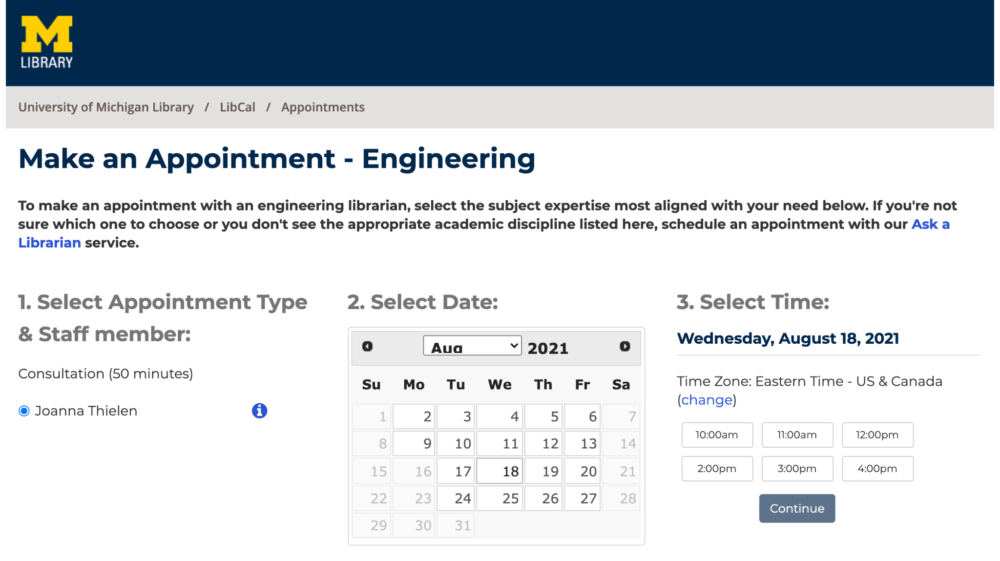 M
LIBRARY
University of Michigan Library / LibCal / Appointments
Make an Appointment - Engineering
To make an appointment with an engineering librarian, select the subject expertise most aligned with your need below. If you're not
sure which one to choose or you don't see the appropriate academic discipline listed here, schedule an appointment with our Ask a
Librarian service.
1. Select Appointment Type
& Staff member:
Consultation (50 minutes)
Joanna Thielen
2. Select Date:
Aug 2021
Su Mo Tu We Th Fr Sa
1 2 3 4 5 6 7
8 9 10 11 12 13 14
15 16 17 18 19 20 21
22 23 24 25 26 27 28
29 30 31
3. Select Time:
Wednesday, August 18, 2021
Time Zone: Eastern Time - US & Canada
(change)
10:00am 11:00am 12:00pm
2:00pm 3:00pm 4:00pm
Continue